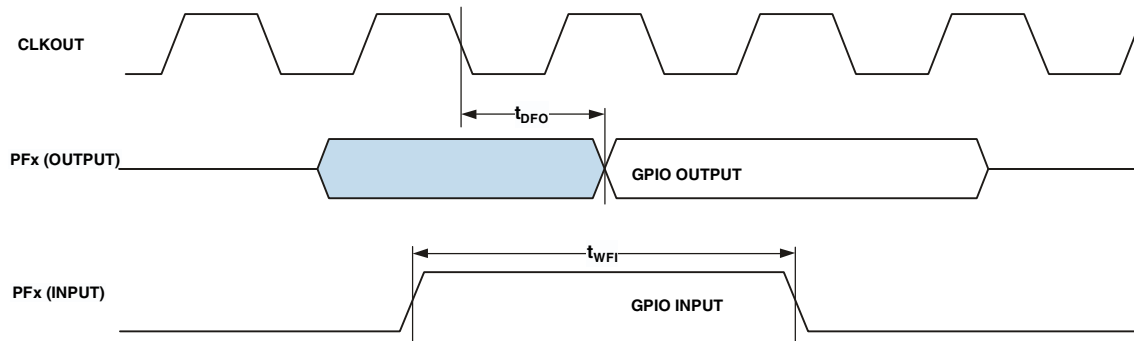 CLKOUT
tDFO
PFx (OUTPUT)
GPIO OUTPUT
tWFI
PFx (INPUT)
GPIO INPUT